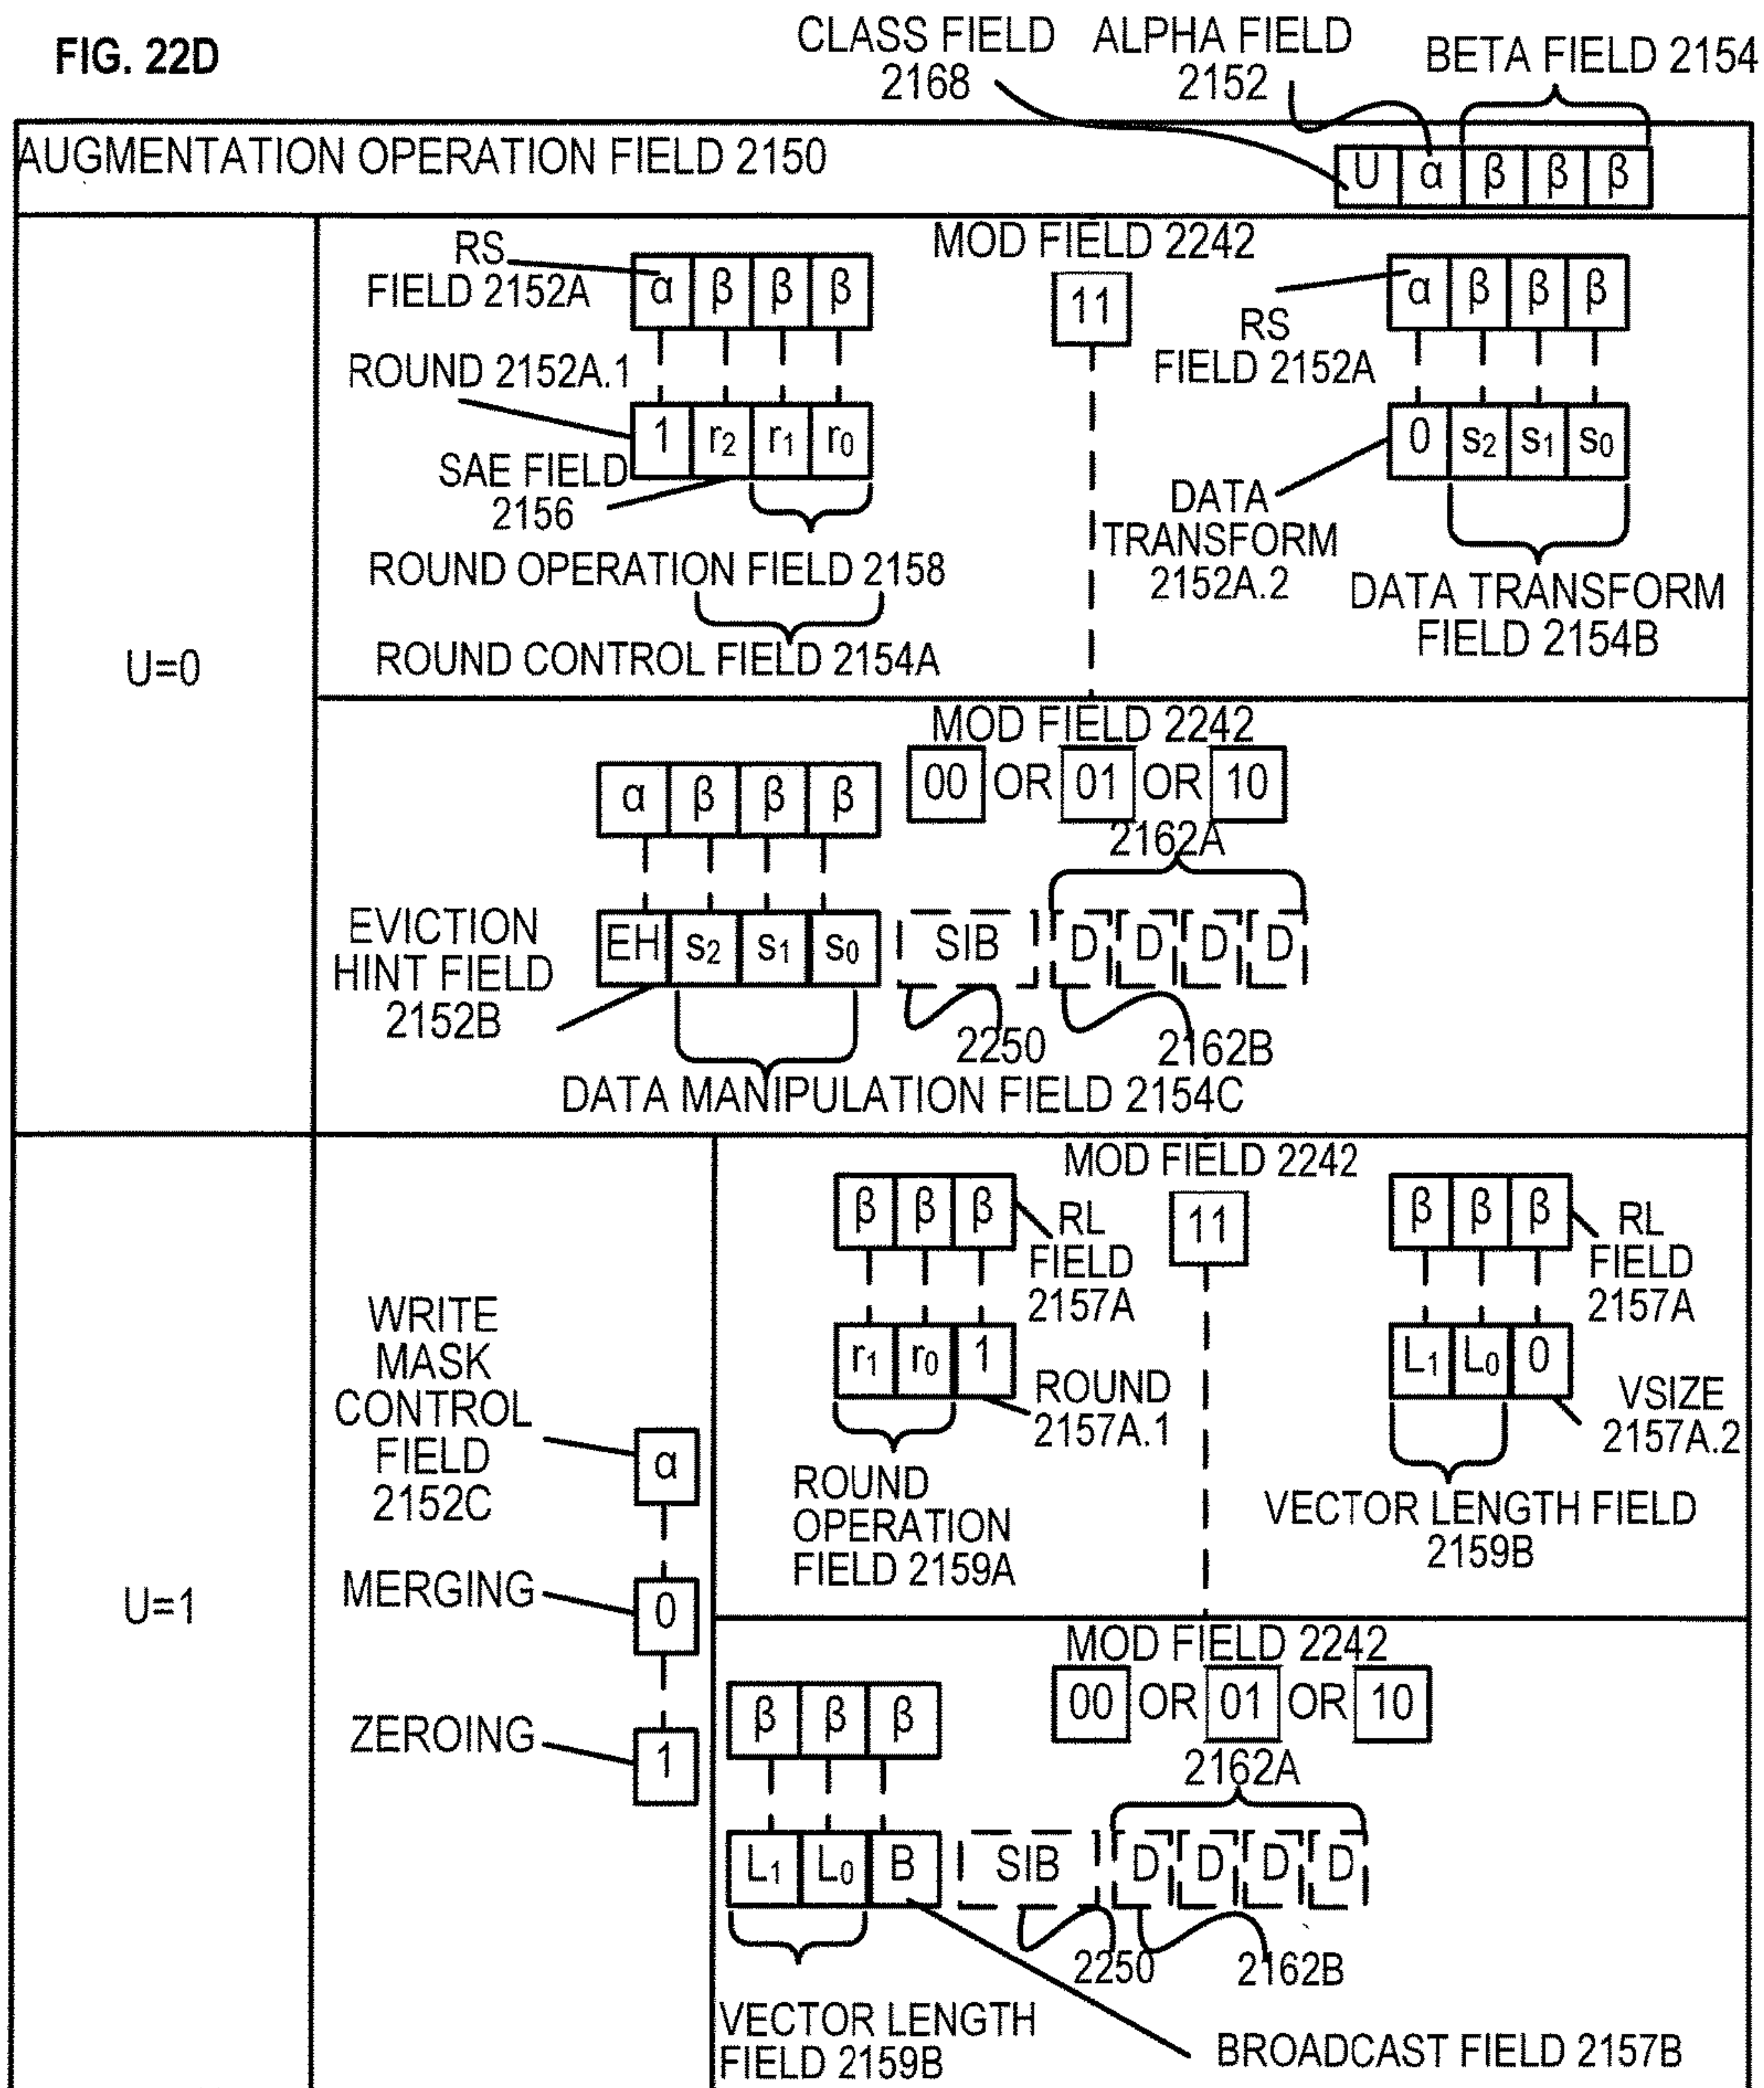 FIG. 22D
CLASS FIELD
2168
ALPHA FIELD
2152
BETA FIELD 2154
AUGMENTATION OPERATION FIELD 2150
U α β β β
U=0
MOD FIELD 2242
11
RS
FIELD 2152A
α β β β
ROUND 2152A.1
1 r2 r1 r0
SAE FIELD
2156
ROUND OPERATION FIELD 2158
ROUND CONTROL FIELD 2154A
α β β β
RS
FIELD 2152A
0 s2 s1 s0
DATA
TRANSFORM
2152A.2
DATA TRANSFORM
FIELD 2154B
MOD FIELD 2242
00 OR 01 OR 10
α β β β
2162A
EVICTION
HINT FIELD
2152B
EH s2 s1 s0 SIB D D D D
2250
2162B
DATA MANIPULATION FIELD 2154C
U=1
WRITE
MASK
CONTROL
FIELD
2152C
α
MERGING
0
ZEROING
1
MOD FIELD 2242
11
β β β
RL
FIELD
2157A
r1 r0 1
ROUND
2157A.1
ROUND
OPERATION
FIELD 2159A
β β β
RL
FIELD
2157A
L1 L0 0
VSIZE
2157A.2
VECTOR LENGTH FIELD
2159B
MOD FIELD 2242
00 OR 01 OR 10
β β β
2162A
L1 L0 B SIB D D D D
2250
2162B
VECTOR LENGTH
FIELD 2159B
BROADCAST FIELD 2157B